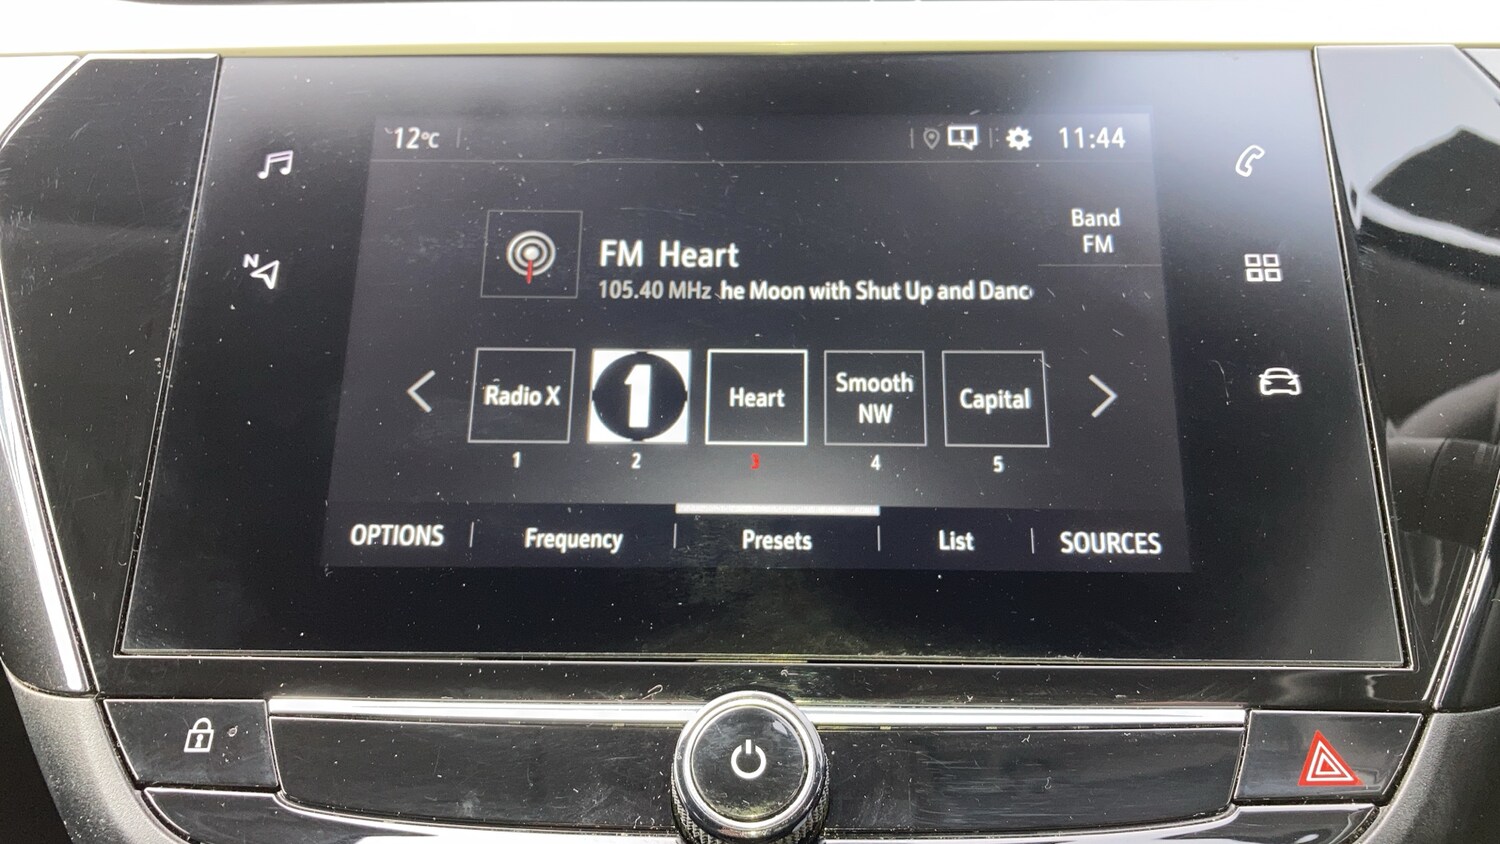 12°C
11:44
N
Band
FM
FM Heart
105.40 MHz he Moon with Shut Up and Danc
Radio X
1
Heart
Smooth
NW
Capital
1
2
3
4
5
OPTIONS
Frequency
Presets
List
SOURCES